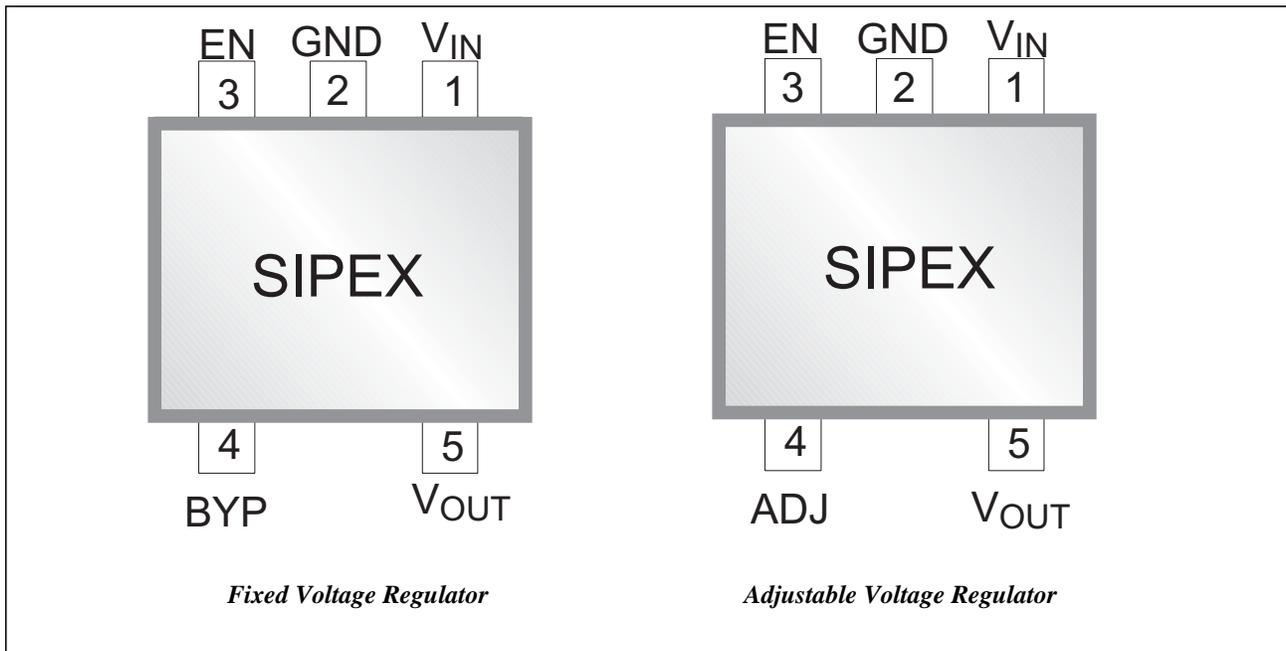 EN GND VIN EN GND VIN
3 2 1 3 2 1
SIPEX SIPEX
4 5 4 5
BYP VOUT ADJ VOUT
Fixed Voltage Regulator Adjustable Voltage Regulator